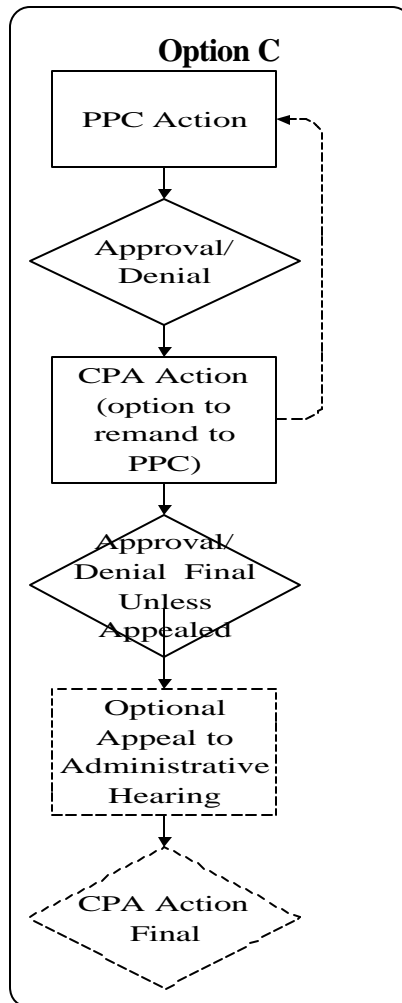 Option C
PPC Action
Approval/
Denial
CPA Action
(option to
remand to
PPC)
Approval/
Denial Final
Unless
Appealed
Optional
Appeal to
Administrative
Hearing
CPA Action
Final